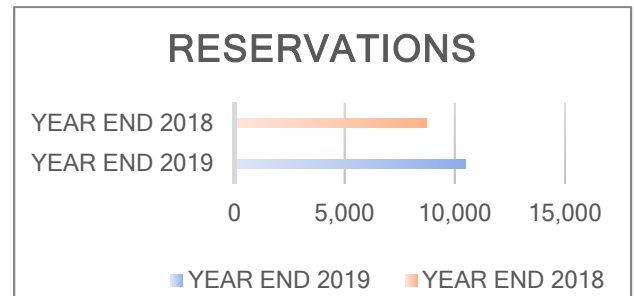 RESERVATIONS
YEAR END 2018
YEAR END 2019
0 5,000 10,000 15,000
YEAR END 2019 YEAR END 2018